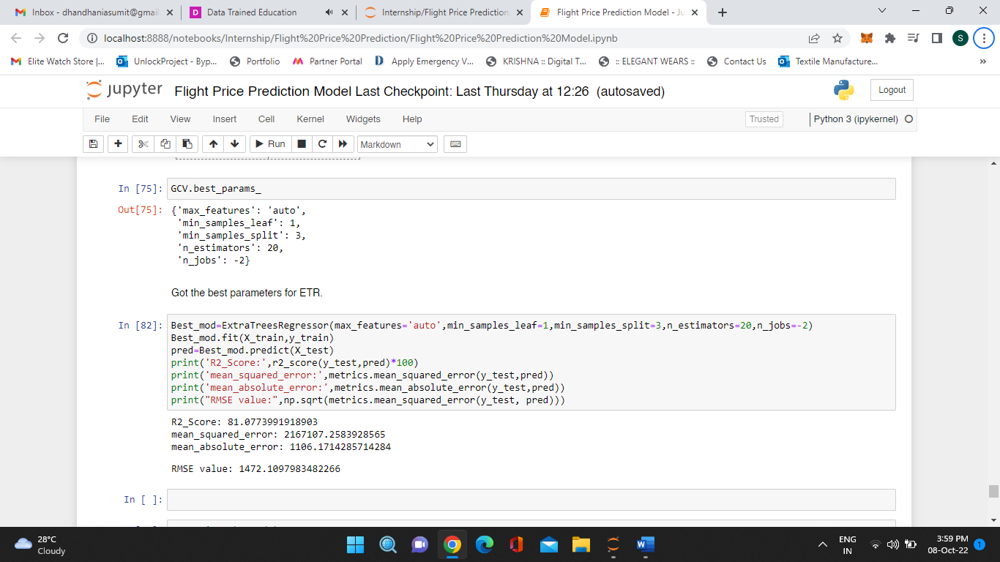 Inbox - dhandhaniasumit@gmail
Data Trained Education
Internship/Flight Price Prediction
Flight Price Prediction Model - Ju
localhost:8888/notebooks/Internship/Flight%20Price%20Prediction/Flight%20Price%20Prediction%20Model.ipynb
S
Elite Watch Store |...
UnlockProject - Byp...
Portfolio
Partner Portal
Apply Emergency V...
KRISHNA :: Digital T...
:: ELEGANT WEARS ::
Contact Us
Textile Manufacture...
»
jupyter Flight Price Prediction Model Last Checkpoint: Last Thursday at 12:26 (autosaved)
Logout
File Edit View Insert Cell Kernel Widgets Help
Trusted
Python 3 (ipykernel)
Run
Markdown
In [75]: GCV.best_params_
Out[75]: {'max_features': 'auto',
'min_samples_leaf': 1,
'min_samples_split': 3,
'n_estimators': 20,
'n_jobs': -2}
Got the best parameters for ETR.
In [82]: Best_mod=ExtraTreesRegressor(max_features='auto',min_samples_leaf=1,min_samples_split=3,n_estimators=20,n_jobs=-2)
Best_mod.fit(X_train,y_train)
pred=Best_mod.predict(X_test)
print('R2_Score:',r2_score(y_test,pred)*100)
print('mean_squared_error:',metrics.mean_squared_error(y_test,pred))
print('mean_absolute_error:',metrics.mean_absolute_error(y_test,pred))
print("RMSE value:",np.sqrt(metrics.mean_squared_error(y_test, pred)))
R2_Score: 81.0773991918903
mean_squared_error: 2167107.2583928565
mean_absolute_error: 1106.1714285714284
RMSE value: 1472.1097983482266
In [ ]:
28°C
Cloudy
ENG
IN
3:59 PM
08-Oct-22
1